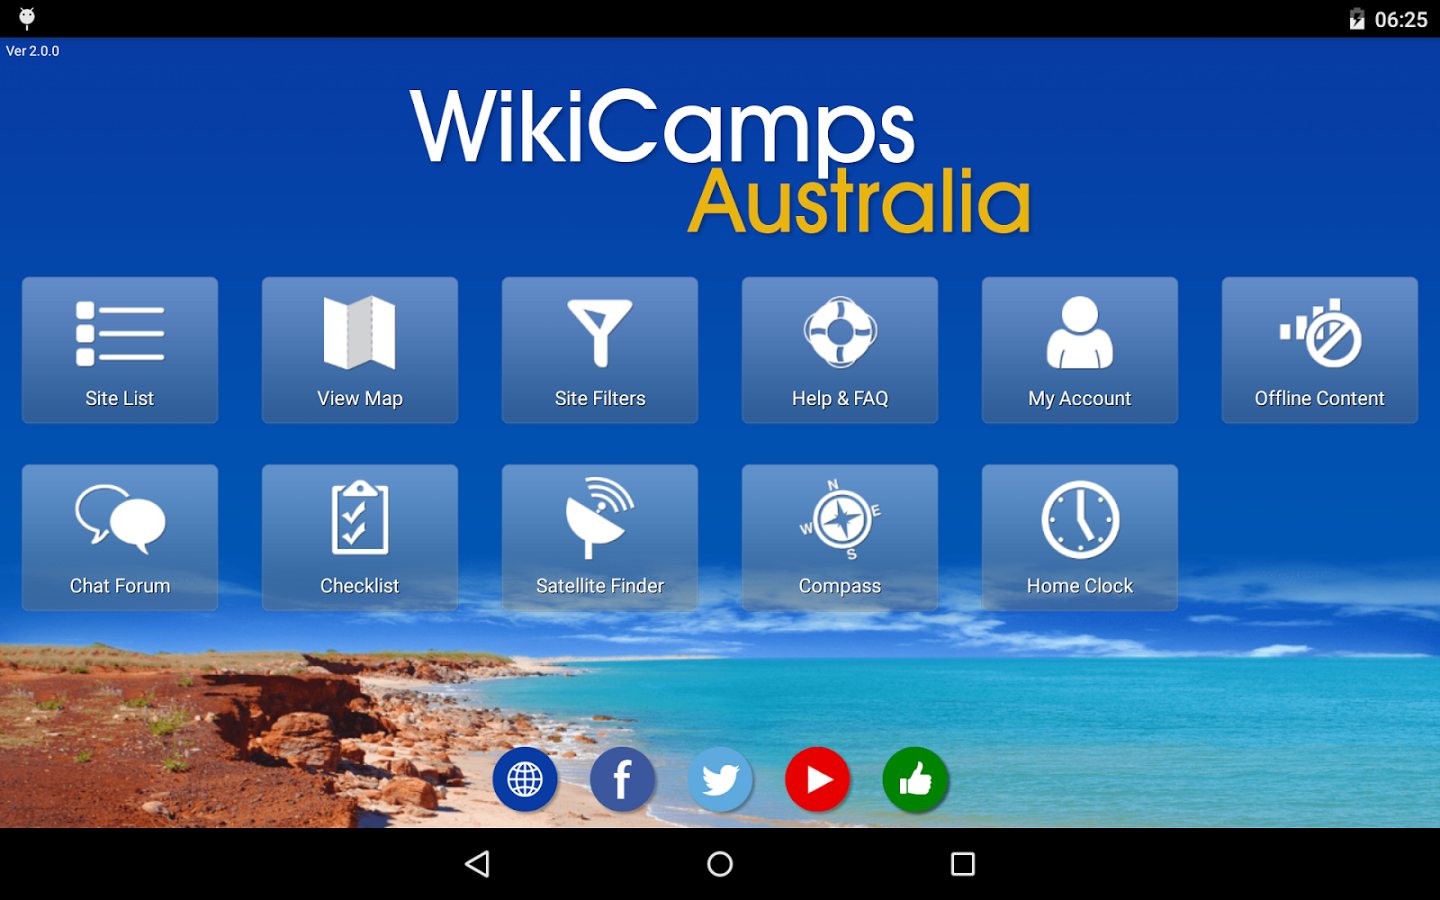 06:25
Ver 2.0.0
WikiCamps
Australia
Site List
View Map
Site Filters
Help & FAQ
My Account
Offline Content
Chat Forum
Checklist
Satellite Finder
N
E
W
S
Compass
Home Clock
f